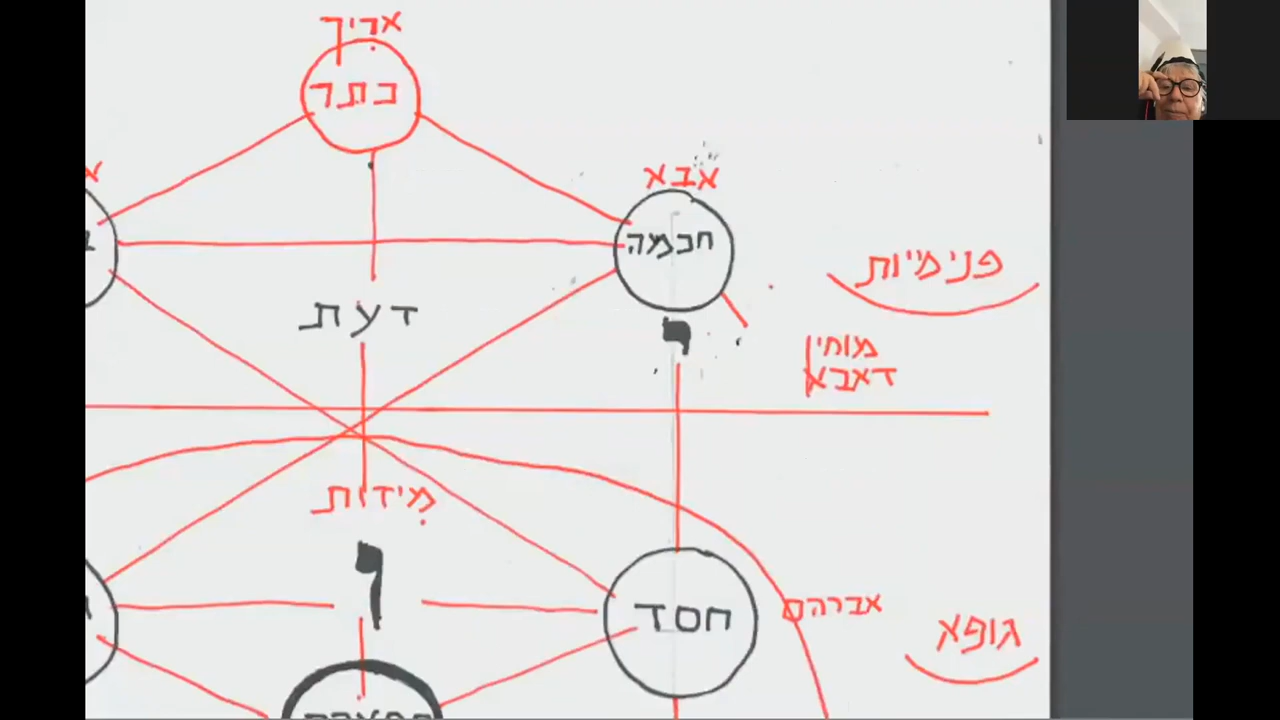 אריך
כתר
אבא
חכמה
פנימיות
דעת
י
מוחין
דאבא
מידות
ו
חסד
אברהם
גופא